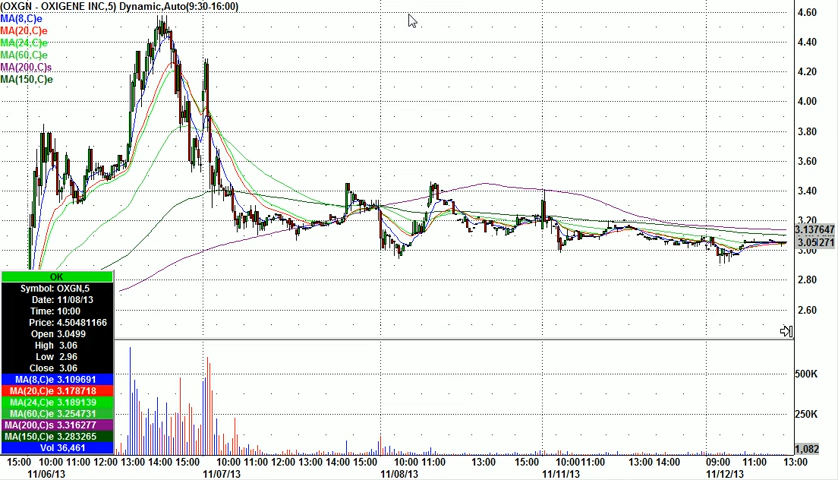 (OXGN - OXIGENE INC,5) Dynamic,Auto(9:30-16:00)
MA(8,C)e
MA(20,C)e
MA(24,C)e
MA(60,C)e
MA(200,C)s
MA(150,C)e
4.60
4.40
4.20
4.00
3.80
3.60
3.40
3.20
3.137647
3.05271
3.00
2.80
2.60
OK
Symbol: OXGN,5
Date: 11/08/13
Time: 10:00
Price: 4.50481166
Open 3.0499
High 3.06
Low 2.96
Close 3.06
MA(8,C)e 3.109691
MA(20,C)e 3.178718
MA(24,C)e 3.189139
MA(60,C)e 3.254731
MA(200,C)s 3.316277
MA(150,C)e 3.283265
Vol 36,461
500K
250K
1,082
15:00 10:00 11:00 12:00 13:00 14:00 15:00 10:00 11:00 12:00 13:00 14:00 15:00 10:00 11:00 13:00 15:00 10:00 11:00 13:00 14:00 09:00 11:00 13:00
11/06/13 11/07/13 11/08/13 11/11/13 11/12/13